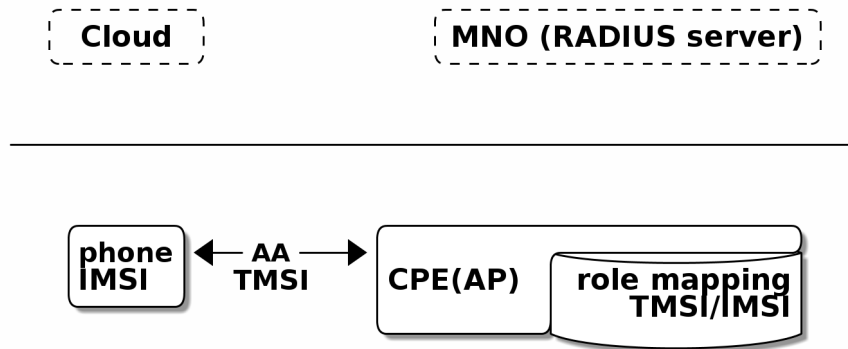 Cloud
MNO (RADIUS server)
phone
IMSI
AA
TMSI
CPE(AP)
role mapping
TMSI/IMSI